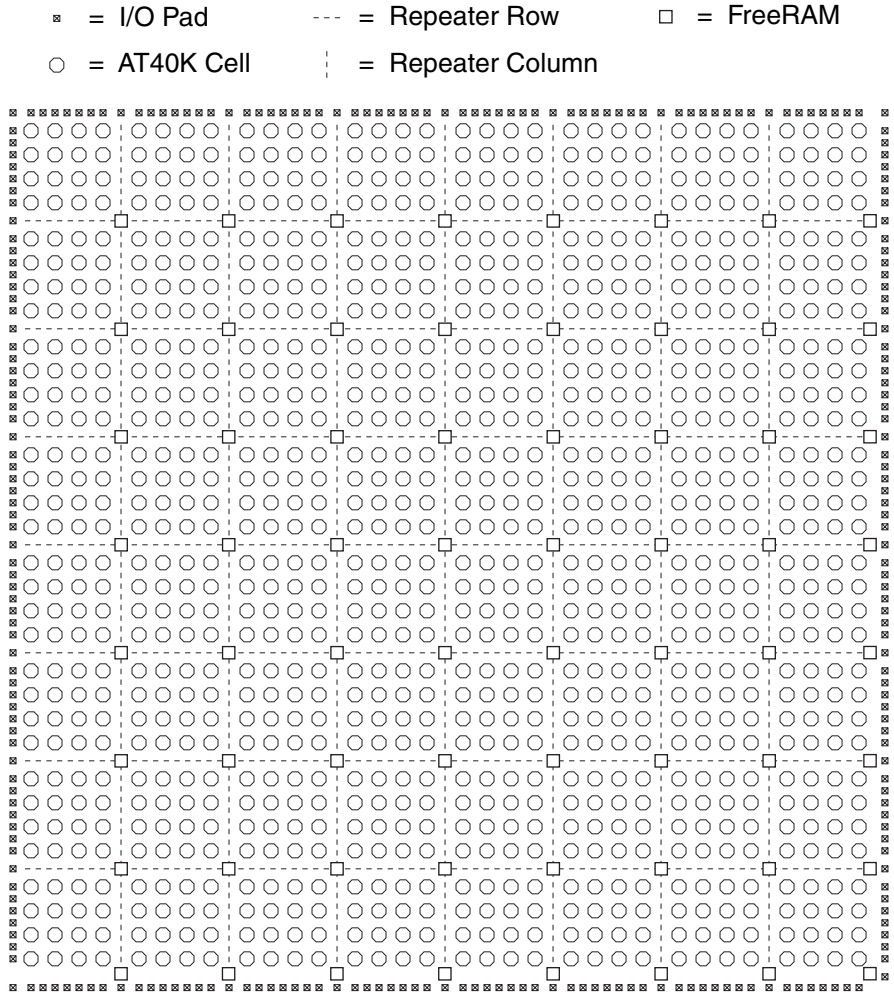 = I/O Pad --- = Repeater Row = FreeRAM
= AT40K Cell = Repeater Column